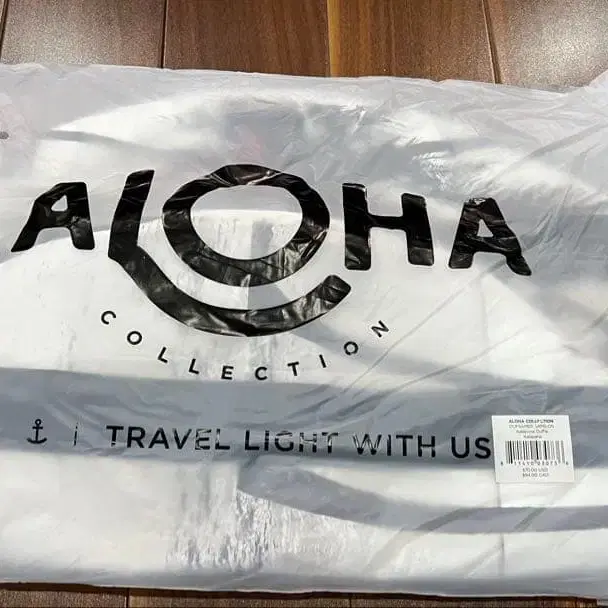 ALOHA
COLLECTION
TRAVEL LIGHT WITH US
ALOHA COLLECTION